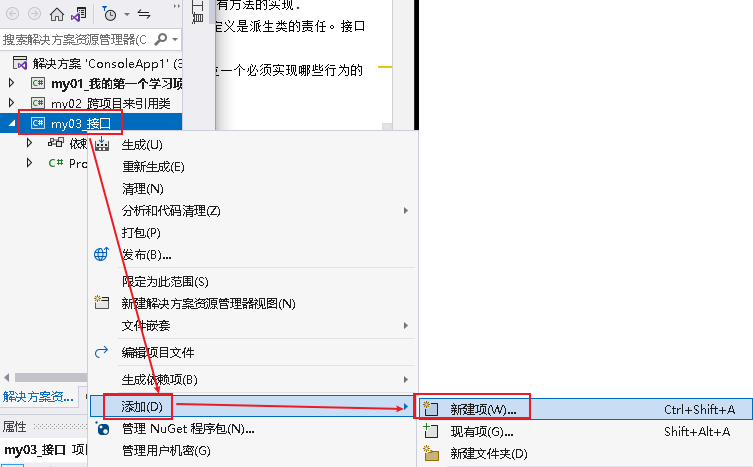 有方法的实现.
定义是派生类的责任。接口
工具
搜索解决方案资源管理器(C
解决方案 'ConsoleApp1' (3
一个必须实现哪些行为的
my01_我的第一个学习项
my02_跨项目来引用类
my03_接口
依赖
生成(U)
Pro
重新生成(E)
清理(N)
分析和代码清理(Z)
打包(P)
发布(B)...
限定为此范围(S)
新建解决方案资源管理器视图(N)
文件嵌套
编辑项目文件
生成依赖项(B)
解决方案资...
添加(D)
新建项(W)... Ctrl+Shift+A
属性
管理 NuGet 程序包(N)...
现有项(G)... Shift+Alt+A
my03_接口 项
管理用户机密(G)
新建文件夹(D)